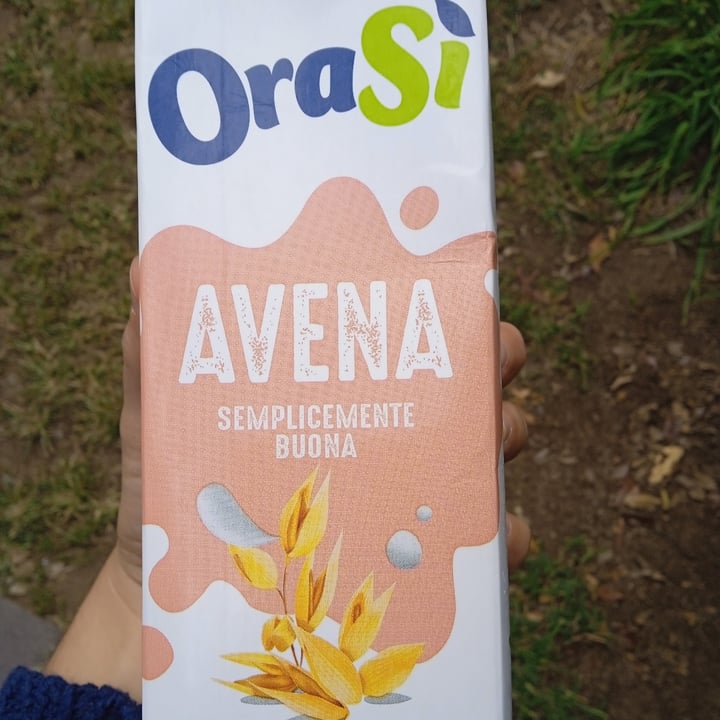 OraSì
AVENA
SEMPLICEMENTE
BUONA